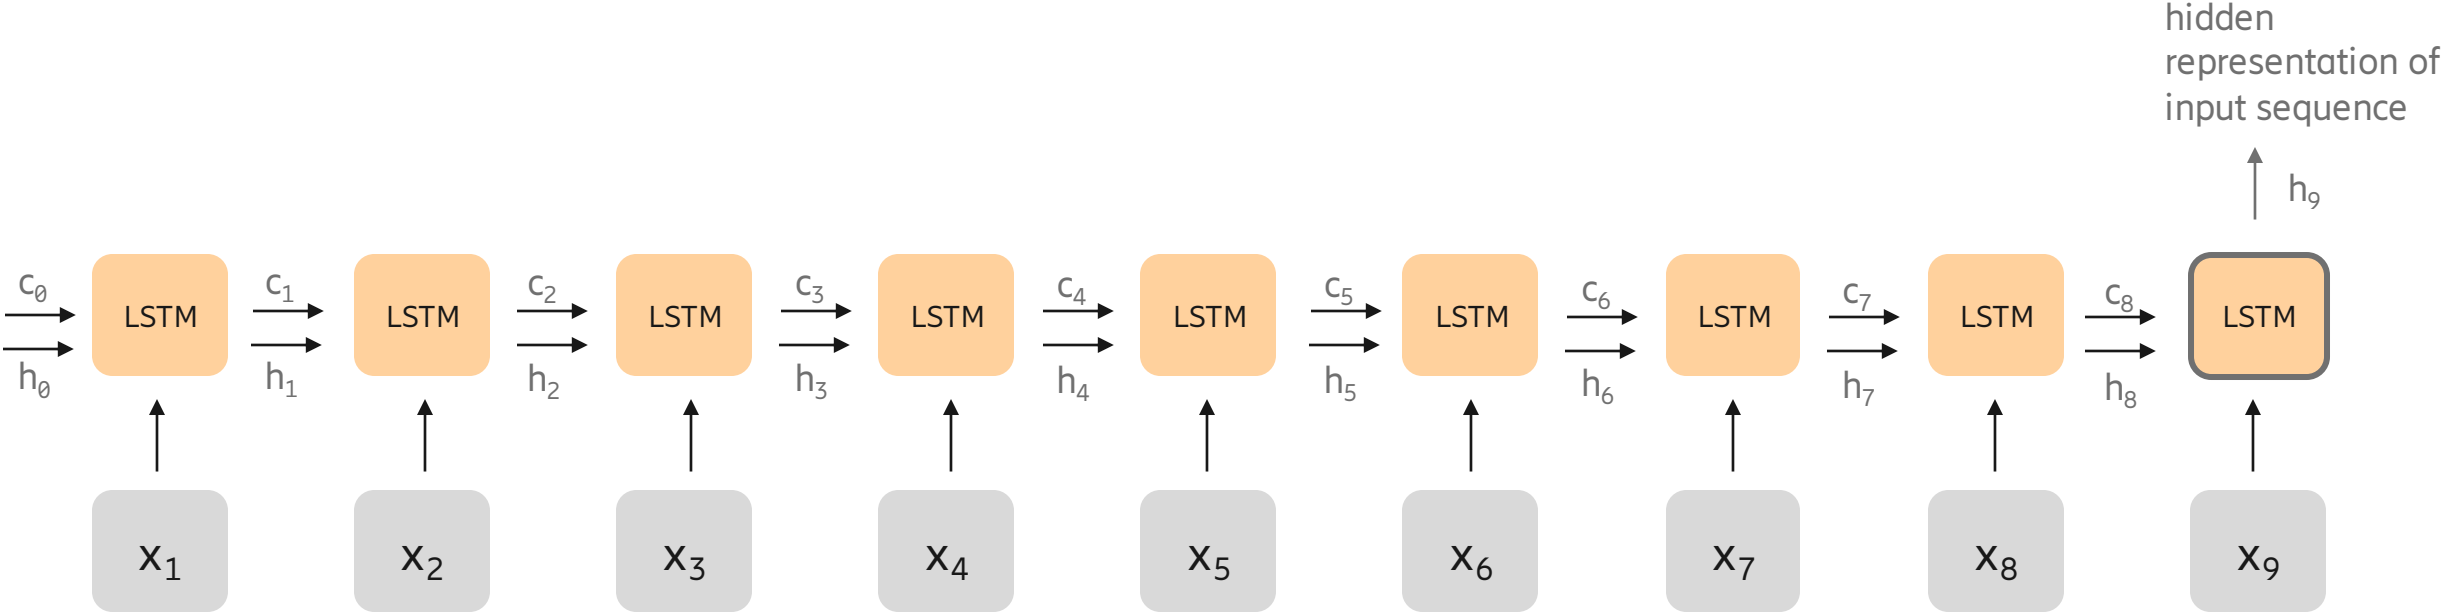 hidden
representation of
input sequence
h₉
c₀ LSTM c₁ LSTM c₂ LSTM c₃ LSTM c₄ LSTM c₅ LSTM c₆ LSTM c₇ LSTM c₈ LSTM
h₀ h₁ h₂ h₃ h₄ h₅ h₆ h₇ h₈
x₁ x₂ x₃ x₄ x₅ x₆ x₇ x₈ x₉